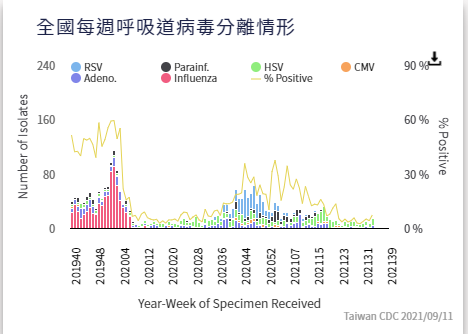 全國每週呼吸道病毒分離情形
240
90 %
RSV
Parainf.
HSV
CMV
Adeno.
Influenza
% Positive
160
60 %
80
30 %
0
0 %
Number of Isolates
% Positive
201940
201948
202004
202012
202020
202028
202036
202044
202052
202107
202115
202123
202131
202139
Year-Week of Specimen Received
Taiwan CDC 2021/09/11